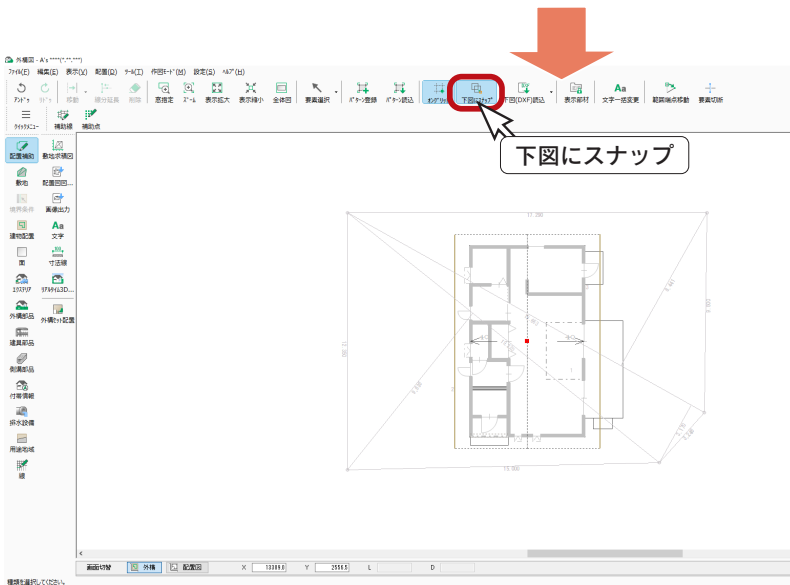 外構図 - A's ****(*.**.***)
ファイル(F) 編集(E) 表示(V) 配置(D) ツール(T) 作図モード(M) 設定(S) ヘルプ(H)
アンドゥ リドゥ 移動 線分延長 削除 窓指定 ズーム 表示拡大 表示縮小 全体図 要素選択 パターン登録 パターン読込 オングリッド 下図にスナップ 下図(DXF)読込 表示部材 文字一括変更 範囲端点移動 要素切断
クイックメニュー 補助線 補助点
下図にスナップ
配置補助 敷地求積図
敷地 配置図図...
境界条件 画像出力
建物配置 文字
面 寸法線
エクステリア リアルタイム3D...
外構部品 外構セット配置
建具部品
側溝部品
付帯情報
排水設備
用途地域
線
17.290
13.900
画面切替 外構 配置図 X 13389.0 Y 2556.5 L D
種類を選択してください。